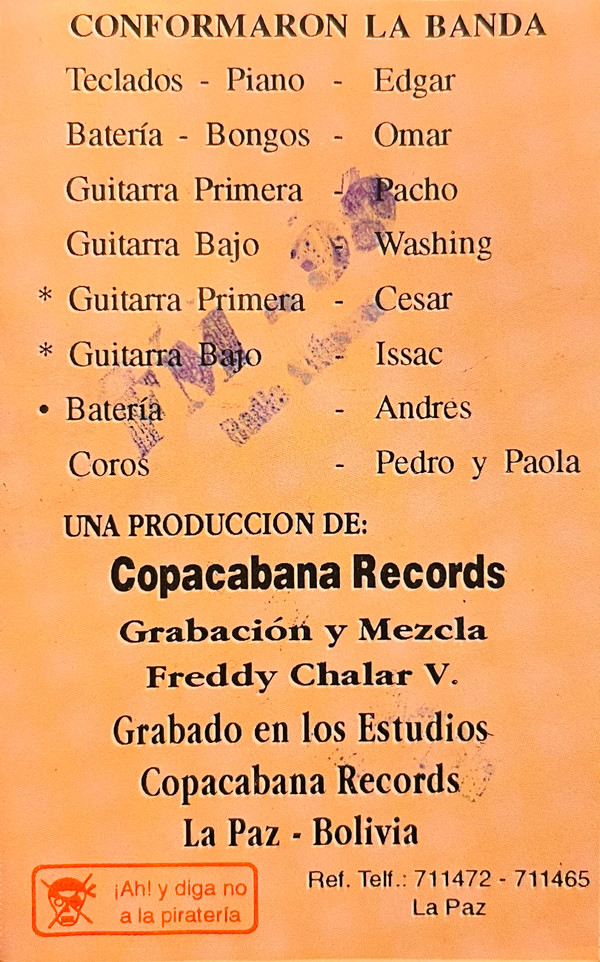 CONFORMARON LA BANDA
Teclados - Piano - Edgar
Batería - Bongos - Omar
Guitarra Primera - Pacho
Guitarra Bajo - Washing
* Guitarra Primera - Cesar
* Guitarra Bajo - Issac
• Batería - Andres
Coros - Pedro y Paola
UNA PRODUCCION DE:
Copacabana Records
Grabación y Mezcla
Freddy Chalar V.
Grabado en los Estudios
Copacabana Records
La Paz - Bolivia
¡Ah! y diga no
a la piratería
Ref. Telf.: 711472 - 711465
La Paz